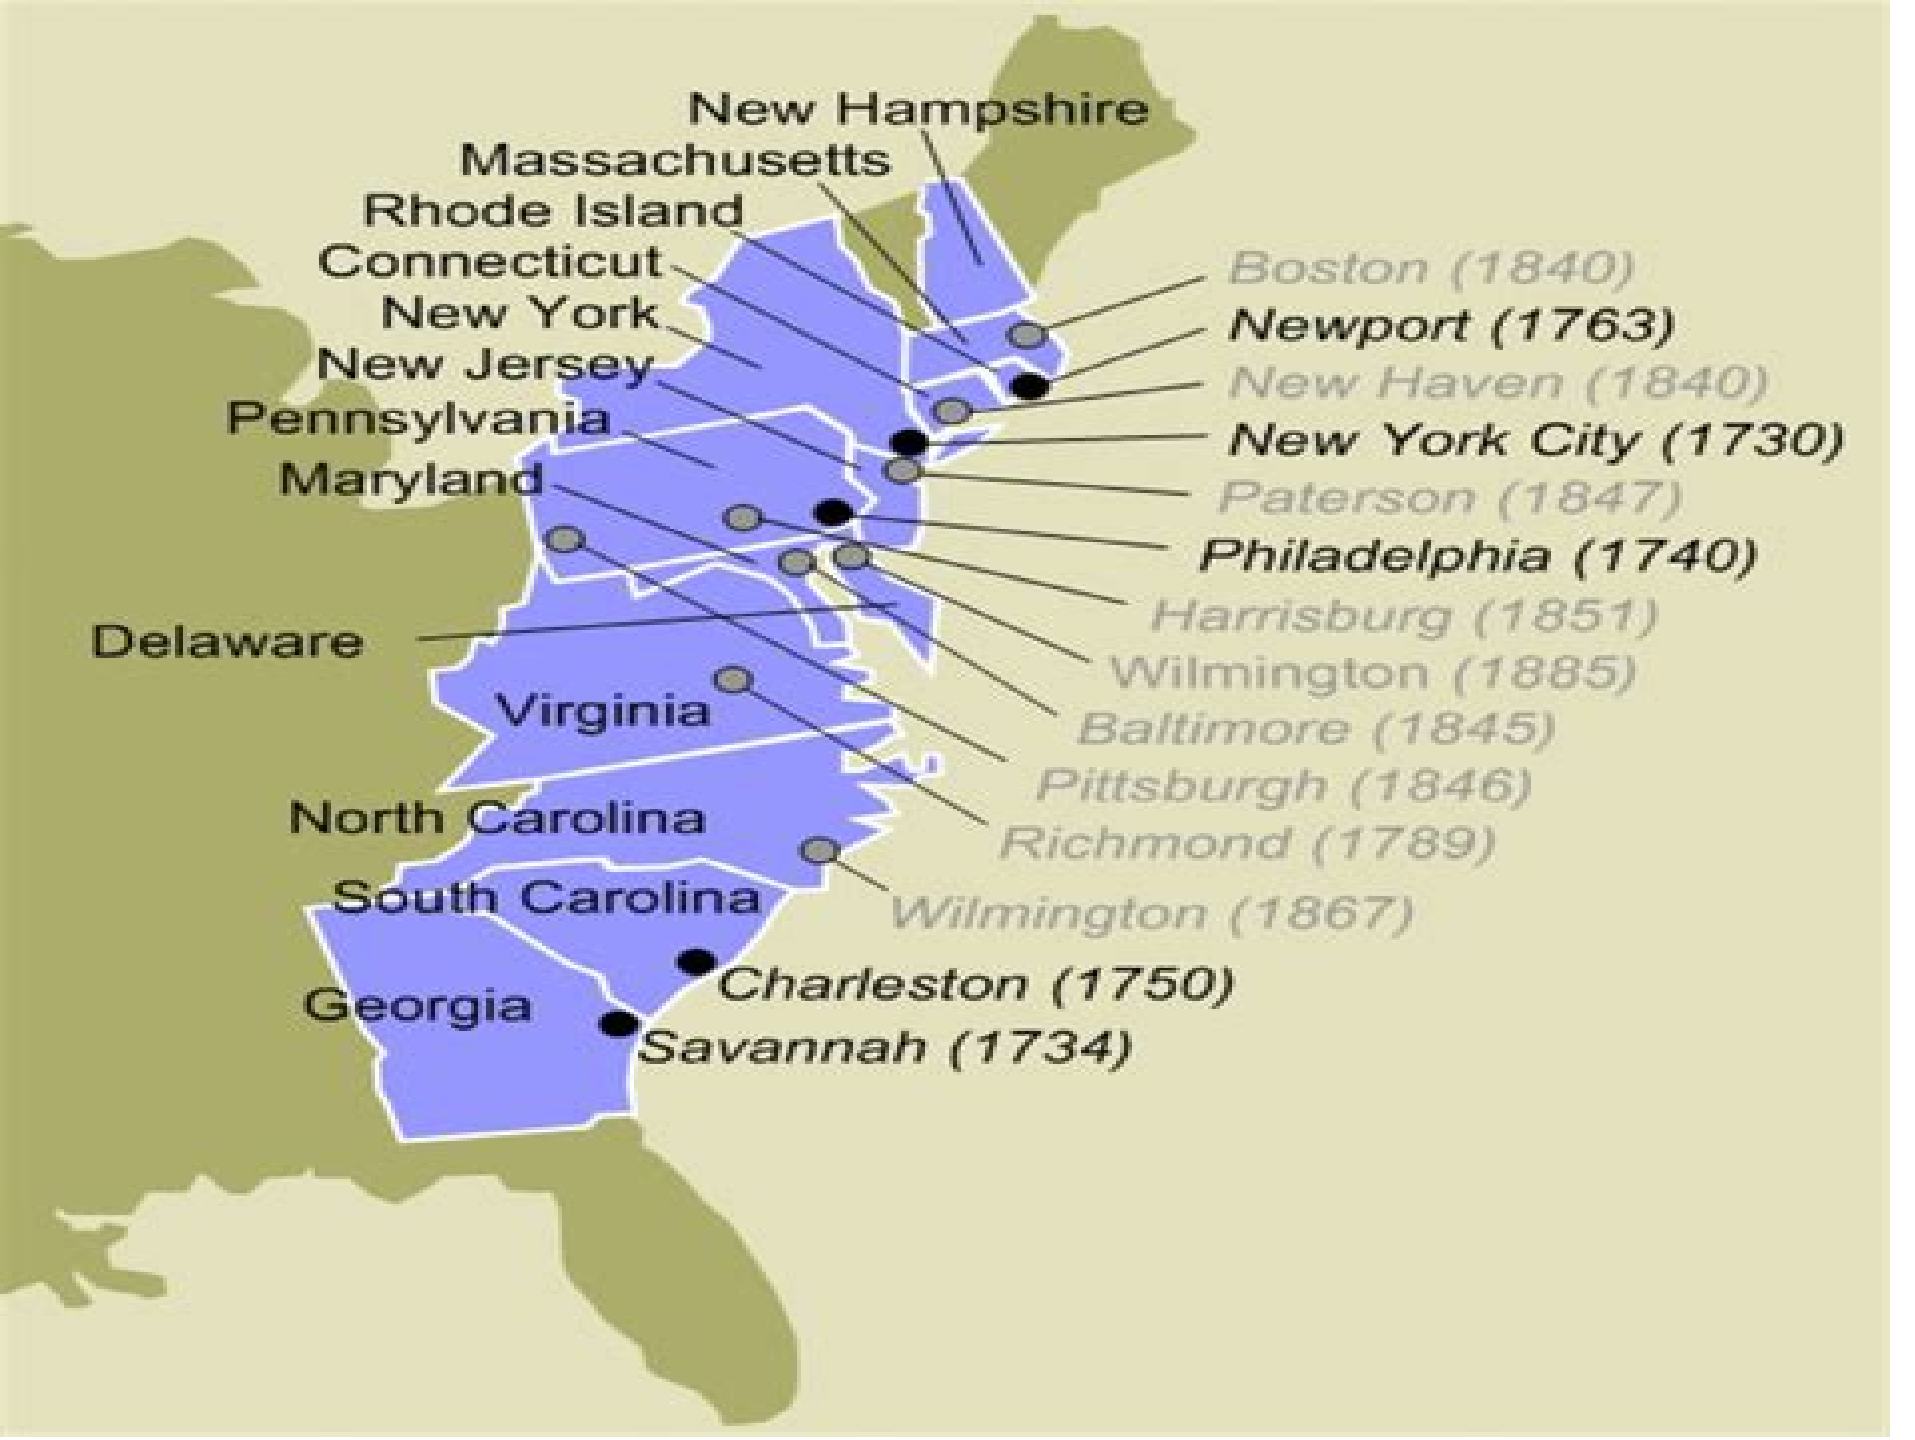 New Hampshire
Massachusetts
Rhode Island
Connecticut
New York
New Jersey
Pennsylvania
Maryland
Delaware
Virginia
North Carolina
South Carolina
Georgia
Boston (1840)
Newport (1763)
New Haven (1840)
New York City (1730)
Paterson (1847)
Philadelphia (1740)
Harrisburg (1851)
Wilmington (1885)
Baltimore (1845)
Pittsburgh (1846)
Richmond (1789)
Wilmington (1867)
Charleston (1750)
Savannah (1734)